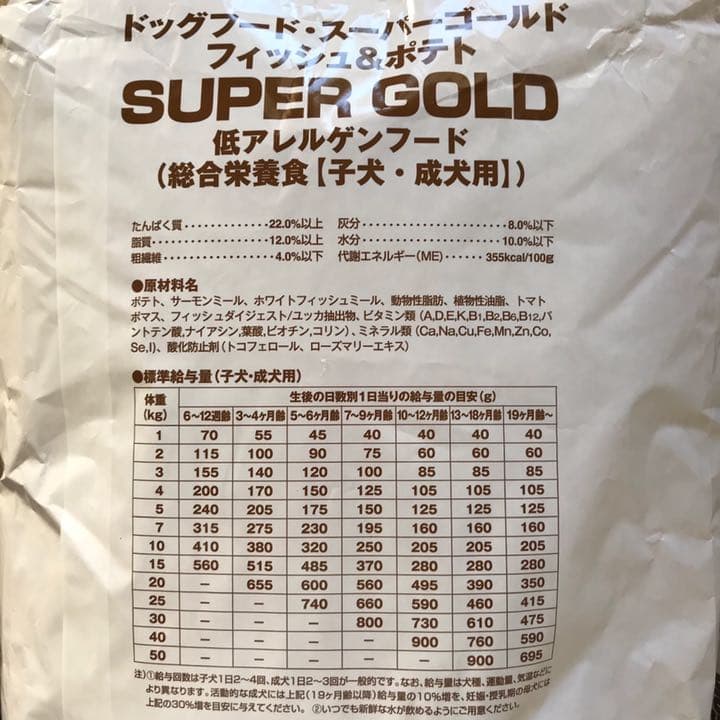 ドッグフード・スーパーゴールド
フィッシュ&ポテト
SUPER GOLD
低アレルゲンフード
(総合栄養食【子犬・成犬用】)
たんぱく質・・・・・・・・・・・・22.0%以上 灰分・・・・・・・・・・・・・・・・・・・・8.0%以下
脂質・・・・・・・・・・・・・・・・12.0%以上 水分・・・・・・・・・・・・・・・・・・・10.0%以下
粗繊維・・・・・・・・・・・・・・・4.0%以下 代謝エネルギー(ME)・・・・・・355kcal/100g
●原材料名
ポテト、サーモンミール、ホワイトフィッシュミール、動物性脂肪、植物性油脂、トマト
ポマス、フィッシュダイジェスト/ユッカ抽出物、ビタミン類(A,D,E,K,B1,B2,B6,B12,パ
ントテン酸,ナイアシン,葉酸,ビオチン,コリン)、ミネラル類(Ca,Na,Cu,Fe,Mn,Zn,Co,
Se,I)、酸化防止剤(トコフェロール、ローズマリーエキス)
●標準給与量(子犬・成犬用)
体重(kg) 生後の日数別1日当りの給与量の目安(g)
6〜12週齢 3〜4ヶ月齢 5〜6ヶ月齢 7〜9ヶ月齢 10〜12ヶ月齢 13〜18ヶ月齢 19ヶ月齢〜
1 70 55 45 40 40 40 40
2 115 100 90 75 60 60 60
3 155 140 120 100 85 85 85
4 200 170 150 125 105 105 105
5 240 205 175 150 125 125 125
7 315 275 230 195 160 160 160
10 410 380 320 250 205 205 205
15 560 515 485 370 280 280 280
20 − 655 600 560 495 390 350
25 − − 740 660 590 460 415
30 − − − 800 730 610 475
40 − − − − 900 760 590
50 − − − − − 900 695
注)①給与回数は子犬1日2〜4回、成犬1日2〜3回が一般的です。なお、給与量は犬種、運動量、気温などに
より異なります。活動的な成犬には上記(19ヶ月齢以降)給与量の10%増を、妊娠・授乳期の母犬には
上記の30%増を目安に与えてください。 ②いつでも新鮮な水が飲めるようにご用意ください。